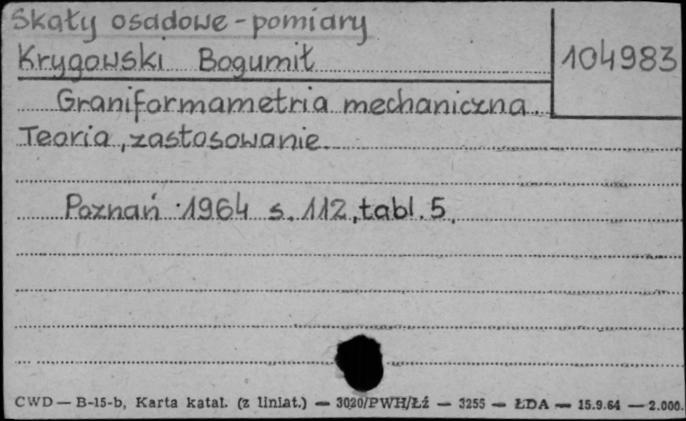 Skały osadowe - pomiary
Krygowski Bogumił
104983
Graniformametria mechaniczna.
Teoria, zastosowanie.
Poznań 1964 s. 112, tabl. 5.
CWD — B-15-b, Karta katal. (z liniat.) — 3020/PWH/Łź — 3255 — ŁDA — 15.9.64 — 2.000.